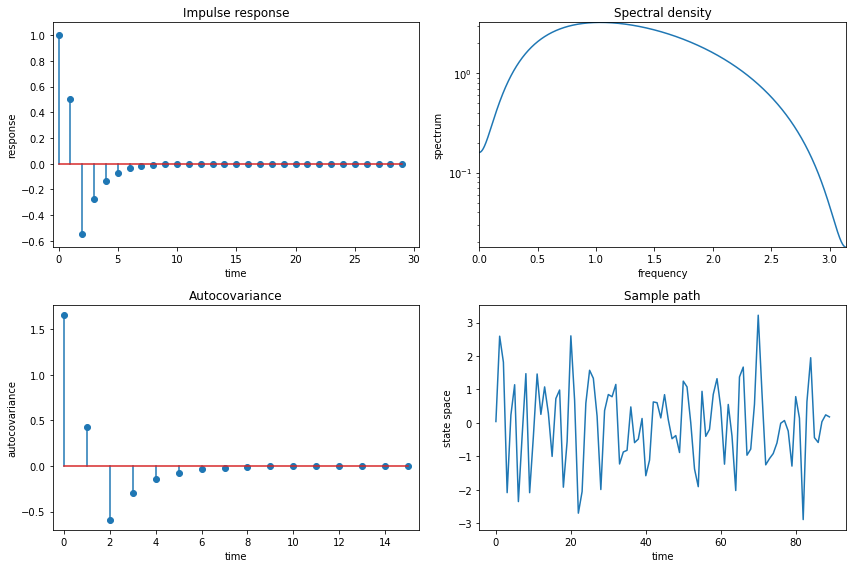 Impulse response
1.0
0.8
0.6
0.4
0.2
0.0
−0.2
−0.4
−0.6
response
0 5 10 15 20 25 30
time
Spectral density
10⁰
10⁻¹
spectrum
0.0 0.5 1.0 1.5 2.0 2.5 3.0
frequency
Autocovariance
1.5
1.0
0.5
0.0
−0.5
autocovariance
0 2 4 6 8 10 12 14
time
Sample path
3
2
1
0
−1
−2
−3
state space
0 20 40 60 80
time